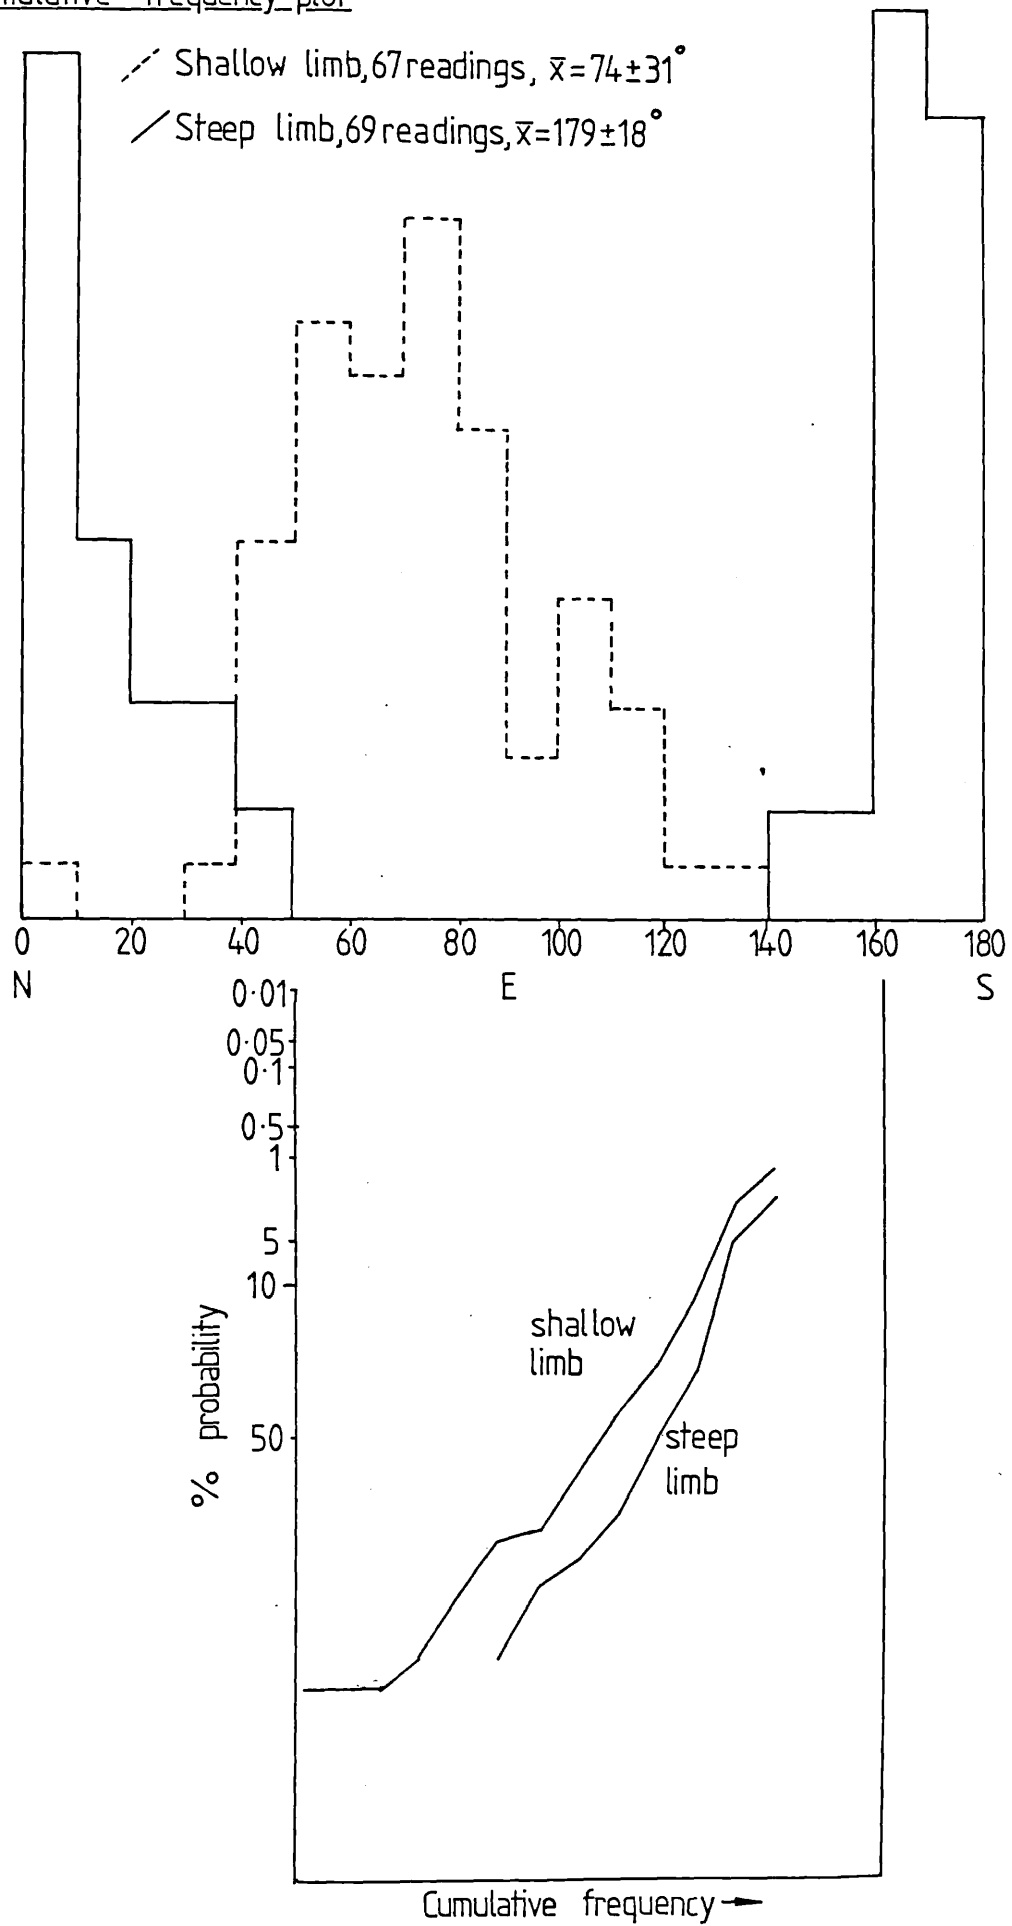 frequency plot
Shallow limb, 67 readings, x̄ = 74±31°
Steep limb, 69 readings, x̄=179±18°
0 20 40 60 80 100 120 140 160 180
N E S
0·01
0·05
0·1
0·5
1
5
10
50
% probability
shallow
limb
steep
limb
Cumulative frequency